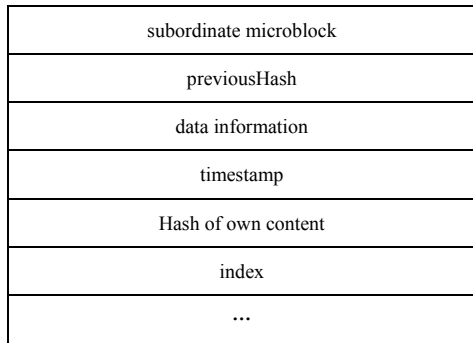 subordinate microblock
previousHash
data information
timestamp
Hash of own content
index
...